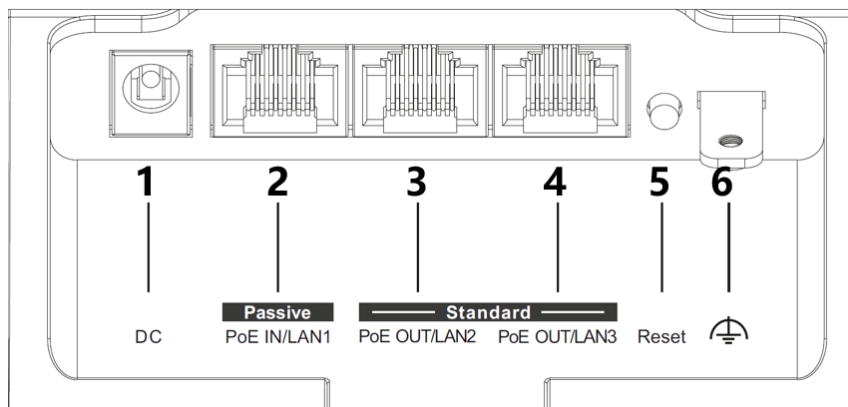 1 2 3 4 5 6
Passive Standard
DC PoE IN/LAN1 PoE OUT/LAN2 PoE OUT/LAN3 Reset